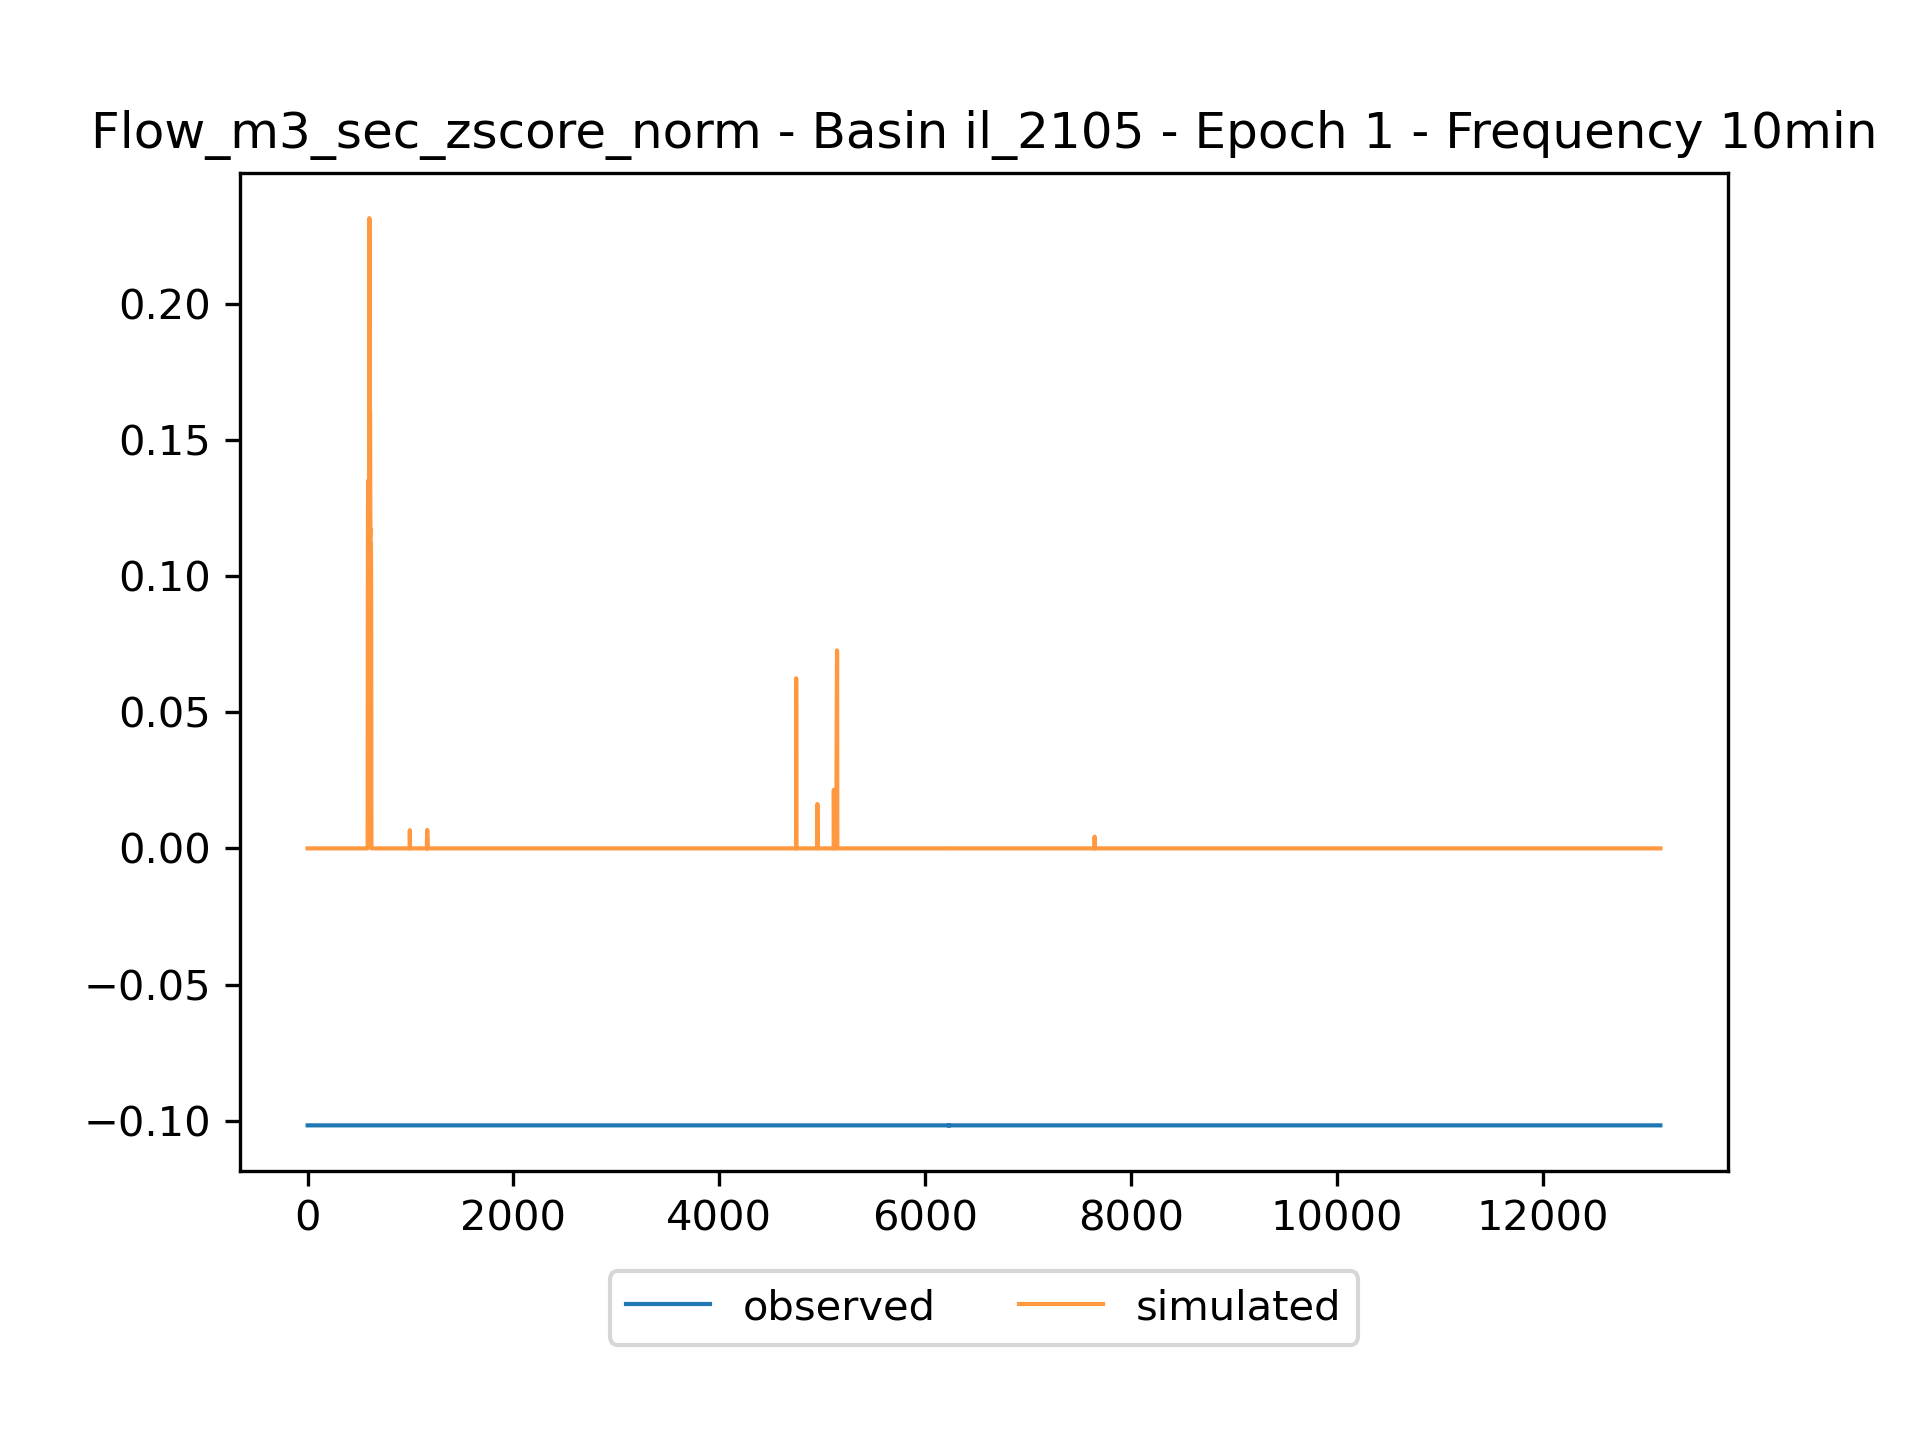 Flow_m3_sec_zscore_norm - Basin il_2105 - Epoch 1 - Frequency 10min
0.20
0.15
0.10
0.05
0.00
−0.05
−0.10
0 2000 4000 6000 8000 10000 12000
observed simulated